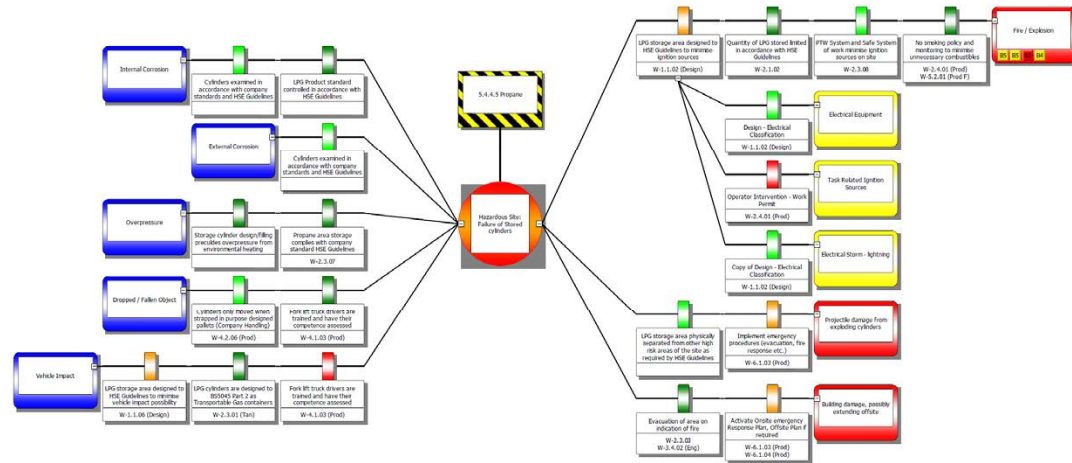 Internal Corrosion
Cylinders examined in
accordance with company
standards and HSE Guidelines
LPG Product standard
controlled in accordance with
HSE Guidelines
External Corrosion
Cylinders examined in
accordance with company
standards and HSE Guidelines
Overpressure
Storage cylinder design/filling
precludes overpressure from
environmental heating
Propane area storage
complies with company
standard HSE Guidelines
W-2.3.07
Dropped / Fallen Object
Cylinders only moved when
strapped in purpose designed
pallets (Company Handling)
W-4.2.06 (Prod)
Fork lift truck drivers are
trained and have their
competence assessed
W-4.1.03 (Prod)
Vehicle Impact
LPG storage area designed to
HSE Guidelines to minimise
vehicle impact possibility
W-1.1.06 (Design)
LPG cylinders are designed to
BS5045 Part 2 as
Transportable Gas containers
W-2.3.01 (Tan)
Fork lift truck drivers are
trained and have their
competence assessed
W-4.1.03 (Prod)
5.4.4.5 Propane
Hazardous Site:
Failure of Stored
cylinders
LPG storage area designed to
HSE Guidelines to minimise
ignition sources
W-1.1.02 (Design)
Quantity of LPG stored limited
in accordance with HSE
Guidelines
W-2.1.02
PTW System and Safe System
of work minimise ignition
sources on site
W-2.3.08
No smoking policy and
monitoring to minimise
unnecessary combustibles
W-2.4.01 (Prod)
W-5.2.01 (Prod F)
Fire / Explosion
B5
B5
B4
Design - Electrical
Classification
W-1.1.02 (Design)
Electrical Equipment
Operator Intervention - Work
Permit
W-2.4.01 (Prod)
Task Related Ignition
Sources
Copy of Design - Electrical
Classification
W-1.1.02 (Design)
Electrical Storm - lightning
LPG storage area physically
separated from other high
risk areas of the site as
required by HSE Guidelines
Implement emergency
procedures (evacuation, fire
response etc.)
W-6.1.03 (Prod)
Projectile damage from
exploding cylinders
Evacuation of area on
indication of fire
W-2.3.03
W-3.4.02 (Eng)
Activate Onsite emergency
Response Plan, Offsite Plan if
required
W-6.1.03 (Prod)
W-6.1.04 (Prod)
Building damage, possibly
extending offsite